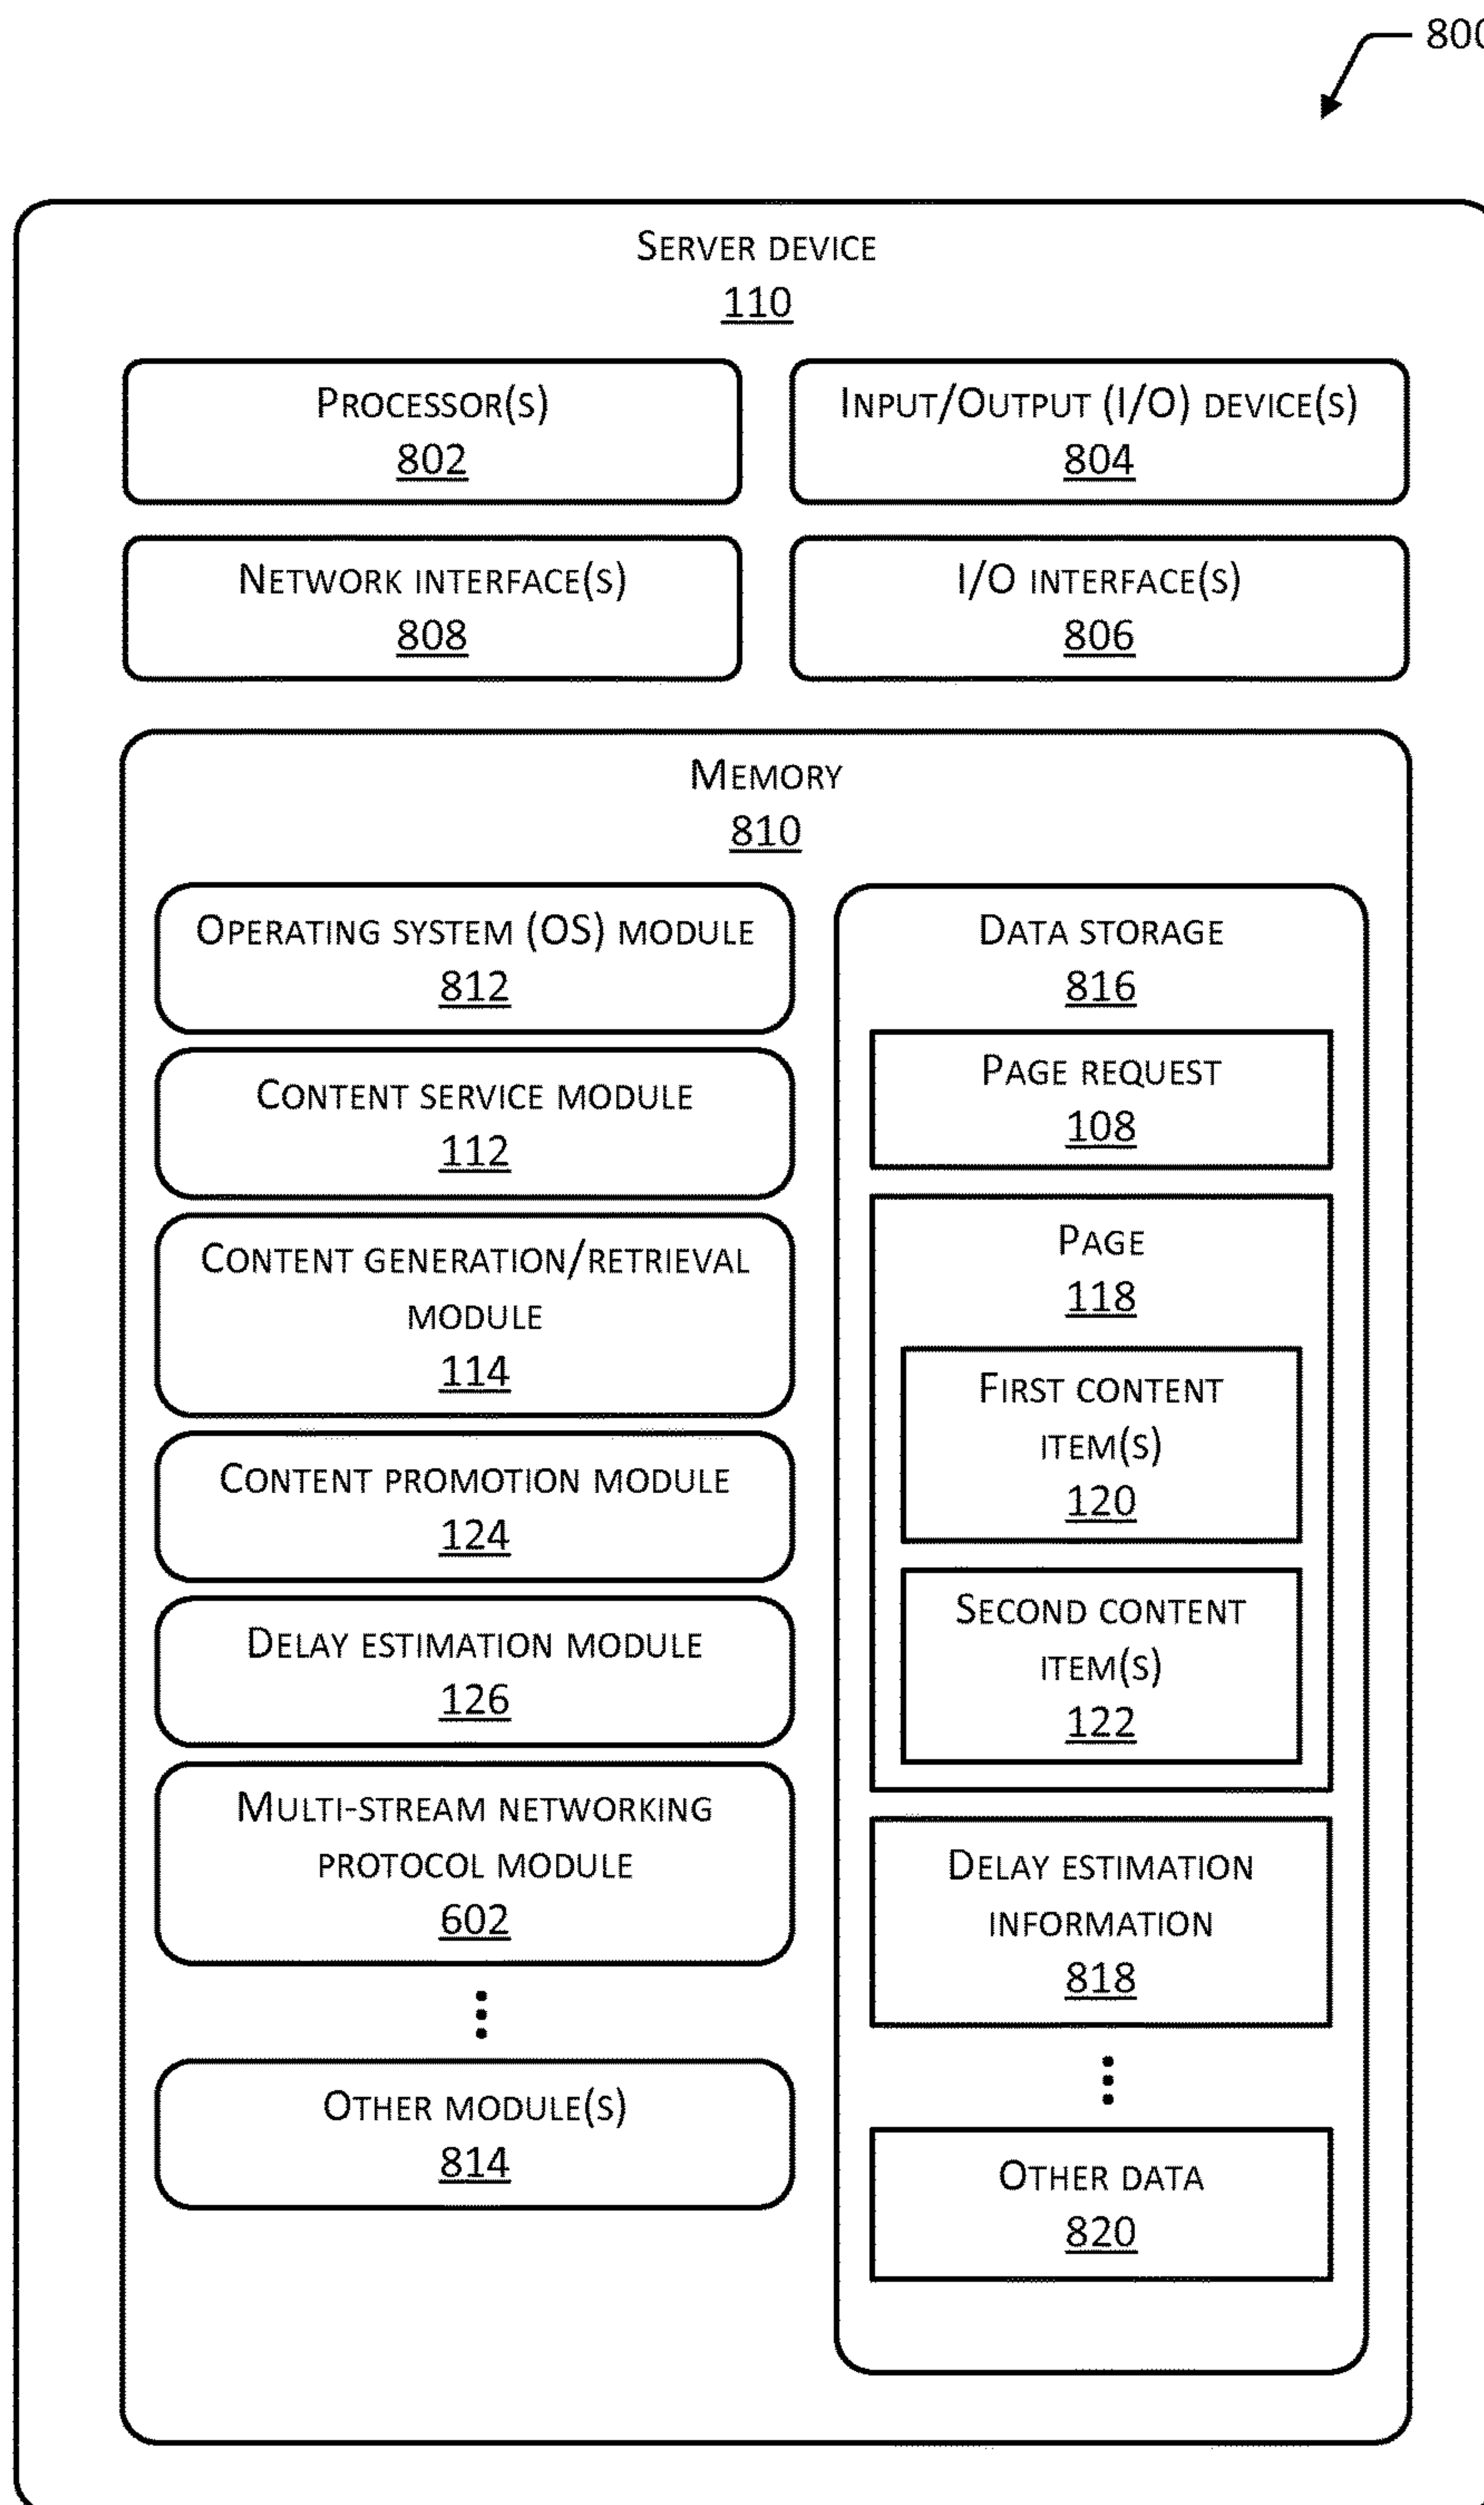 800
SERVER DEVICE
110
PROCESSOR(S)
802
INPUT/OUTPUT (I/O) DEVICE(S)
804
NETWORK INTERFACE(S)
808
I/O INTERFACE(S)
806
MEMORY
810
OPERATING SYSTEM (OS) MODULE
812
CONTENT SERVICE MODULE
112
CONTENT GENERATION/RETRIEVAL
MODULE
114
CONTENT PROMOTION MODULE
124
DELAY ESTIMATION MODULE
126
MULTI-STREAM NETWORKING
PROTOCOL MODULE
602
OTHER MODULE(S)
814
DATA STORAGE
816
PAGE REQUEST
108
PAGE
118
FIRST CONTENT
ITEM(S)
120
SECOND CONTENT
ITEM(S)
122
DELAY ESTIMATION
INFORMATION
818
OTHER DATA
820